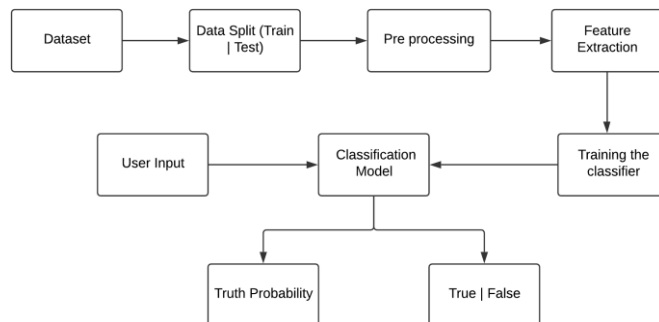 Dataset
Data Split (Train
| Test)
Pre processing
Feature
Extraction
User Input
Classification
Model
Training the
classifier
Truth Probability
True | False